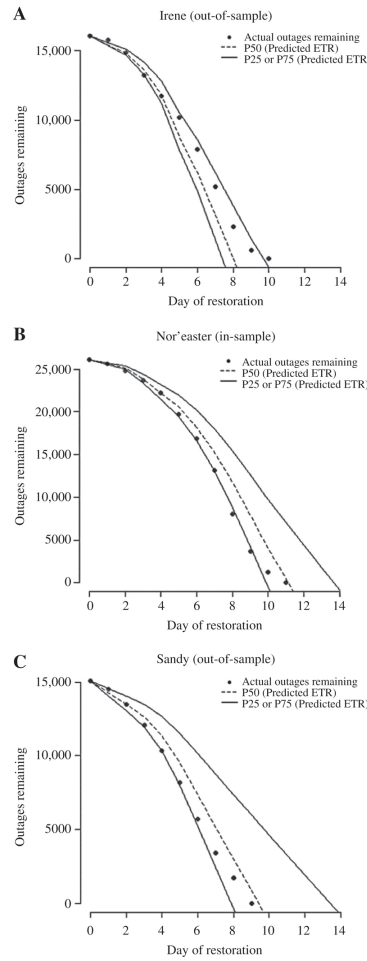 A
Irene (out-of-sample)
Actual outages remaining
P50 (Predicted ETR)
P25 or P75 (Predicted ETR
15,000
10,000
5000
0
Outages remaining
0 2 4 6 8 10 12 14
Day of restoration
B
Nor'easter (in-sample)
Actual outages remaining
P50 (Predicted ETR)
P25 or P75 (Predicted ETR)
25,000
20,000
15,000
10,000
5000
0
Outages remaining
0 2 4 6 8 10 12 14
Day of restoration
C
Sandy (out-of-sample)
Actual outages remaining
P50 (Predicted ETR)
P25 or P75 (Predicted ETR)
15,000
10,000
5000
0
Outages remaining
0 2 4 6 8 10 12 14
Day of restoration